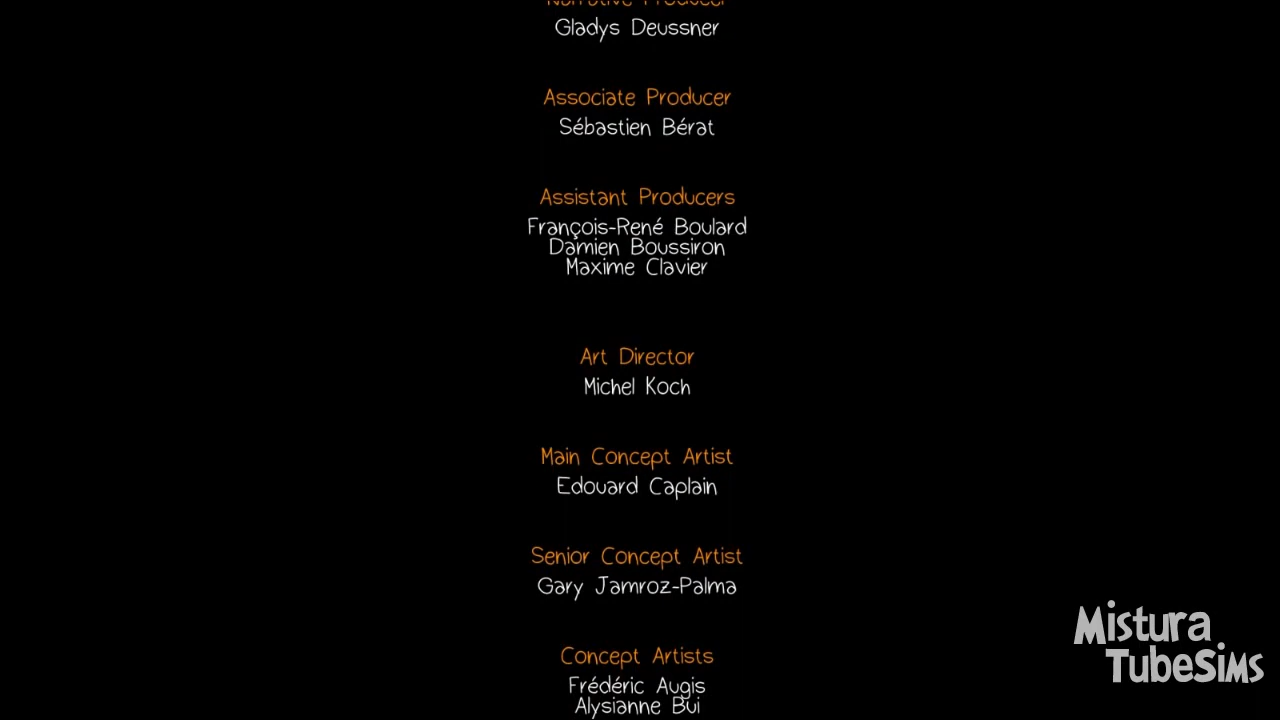 Narrative Producer
Gladys Deussner
Associate Producer
Sébastien Bérat
Assistant Producers
François-René Boulard
Damien Boussiron
Maxime Clavier
Art Director
Michel Koch
Main Concept Artist
Edouard Caplain
Senior Concept Artist
Gary Jamroz-Palma
Concept Artists
Frédéric Augis
Alysianne Bui
Mistura
TubeSims